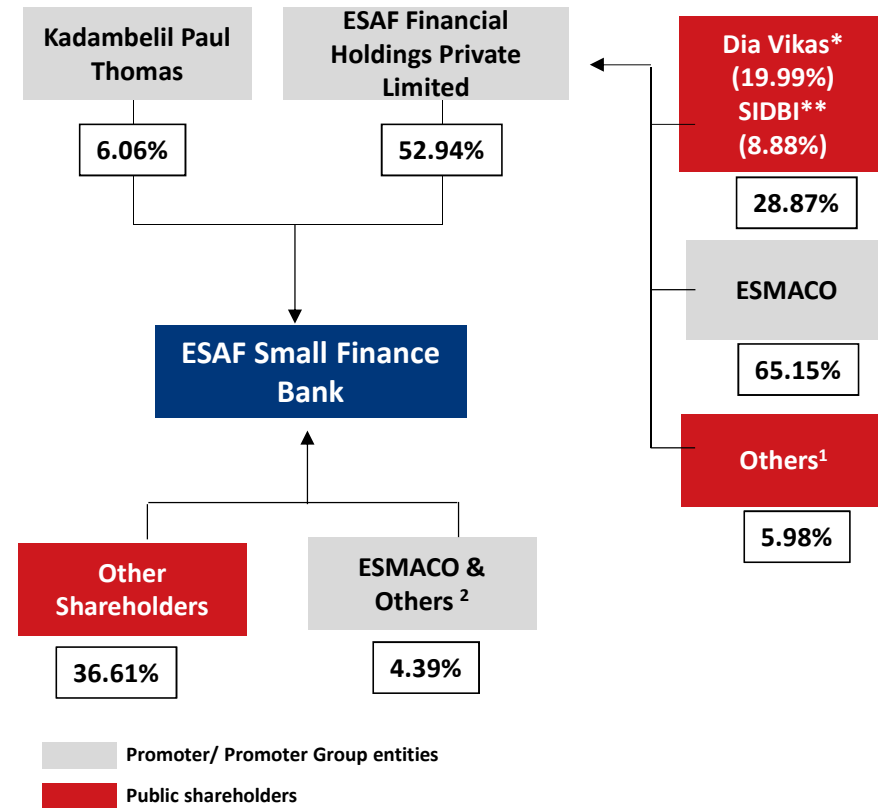 Kadambelil Paul
Thomas
6.06%
ESAF Financial
Holdings Private
Limited
52.94%
Dia Vikas*
(19.99%)
SIDBI**
(8.88%)
28.87%
ESMACO
65.15%
Others¹
5.98%
ESAF Small Finance
Bank
Other
Shareholders
36.61%
ESMACO &
Others ²
4.39%
Promoter/ Promoter Group entities
Public shareholders